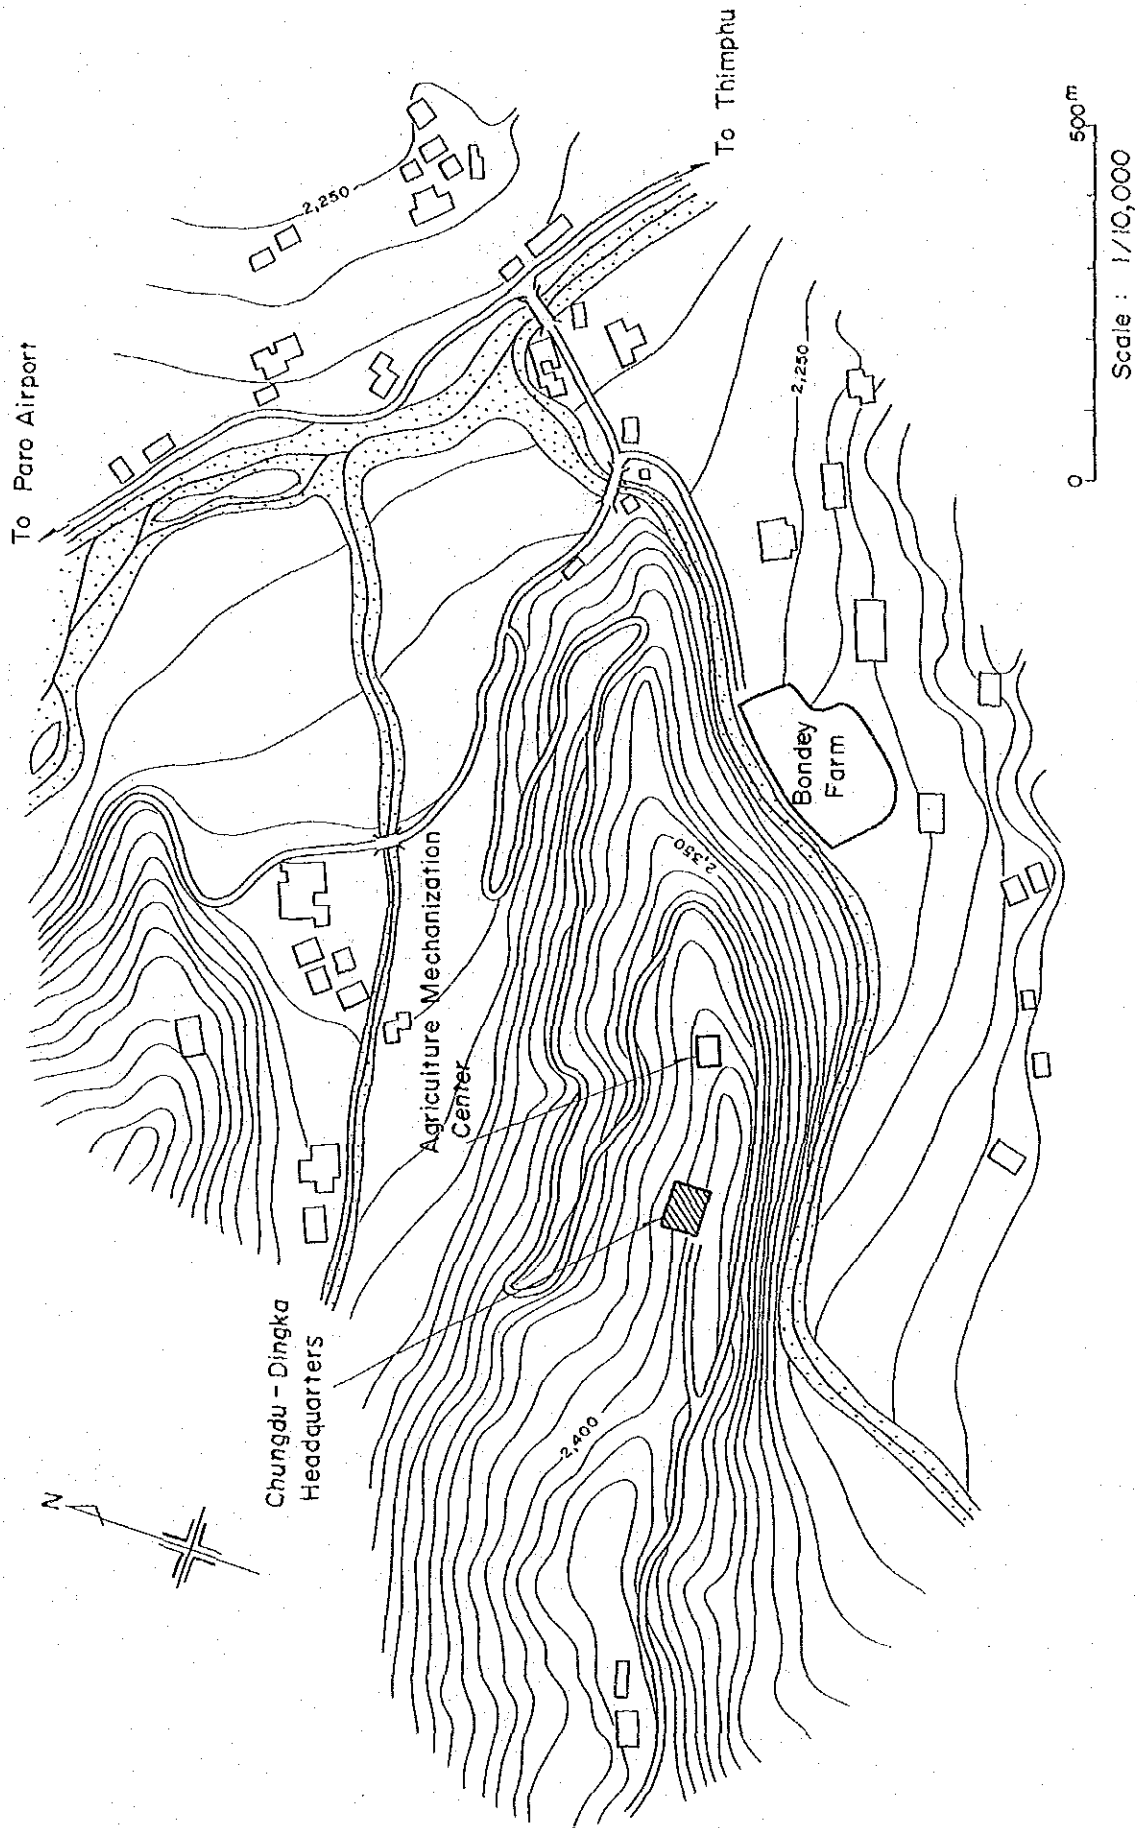 To Paro Airport
To Thimphu
2,250
N
Chungdu - Dingka
Headquarters
Agriculture Mechanization
Center
2,400
2,350
Bondey
Farm
2,250
0
500m
Scale : 1/10,000